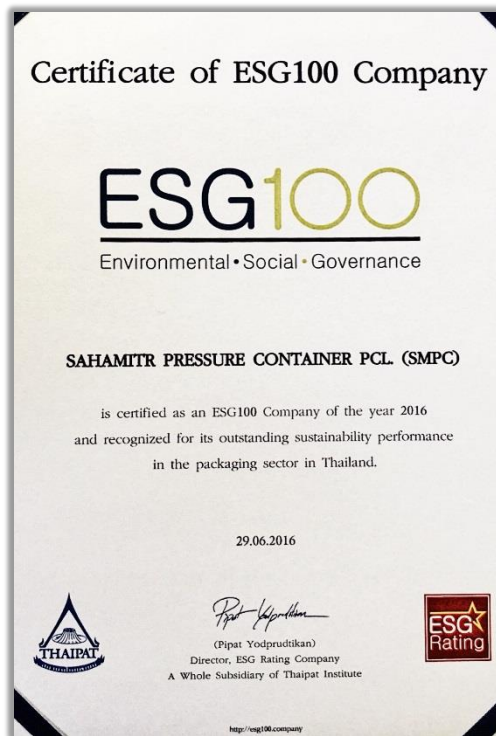 Certificate of ESG100 Company
ESG100
Environmental • Social • Governance
SAHAMITR PRESSURE CONTAINER PCL. (SMPC)
is certified as an ESG100 Company of the year 2016
and recognized for its outstanding sustainability performance
in the packaging sector in Thailand.
29.06.2016
(Pipat Yodprudtikan)
Director, ESG Rating Company
A Whole Subsidiary of Thaipat Institute
THAIPAT
ESG
Rating
http://esg100.company